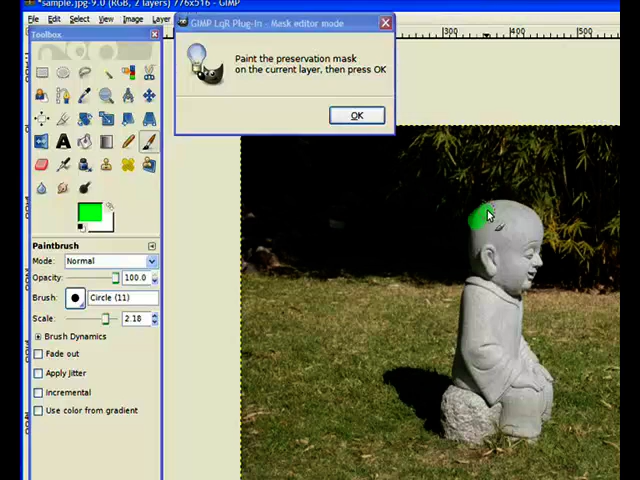 *sample.jpg-9.0 (RGB, 2 layers) 776x516 - GIMP
File Edit Select View Image Layer
Toolbox
GIMP LqR Plug-In - Mask editor mode
Paint the preservation mask
on the current layer, then press OK
OK
300 400 500 600
Paintbrush
Mode: Normal
Opacity: 100.0
Brush: Circle (11)
Scale: 2.18
Brush Dynamics
Fade out
Apply Jitter
Incremental
Use color from gradient